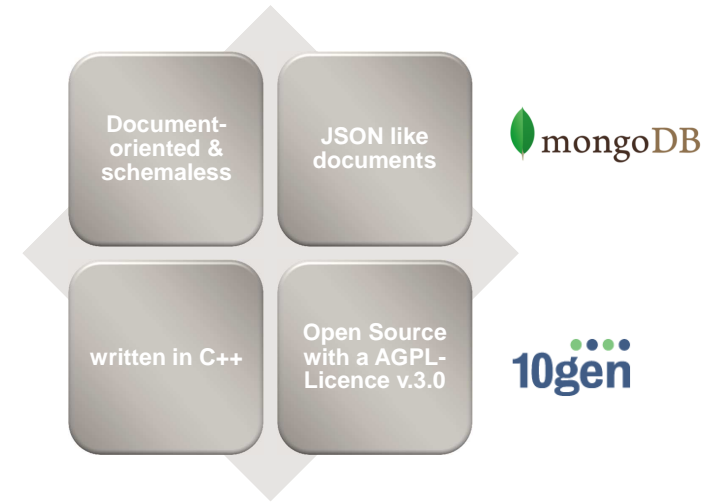 Document-
oriented &
schemaless
JSON like
documents
mongoDB
written in C++
Open Source
with a AGPL-
Licence v.3.0
10gen